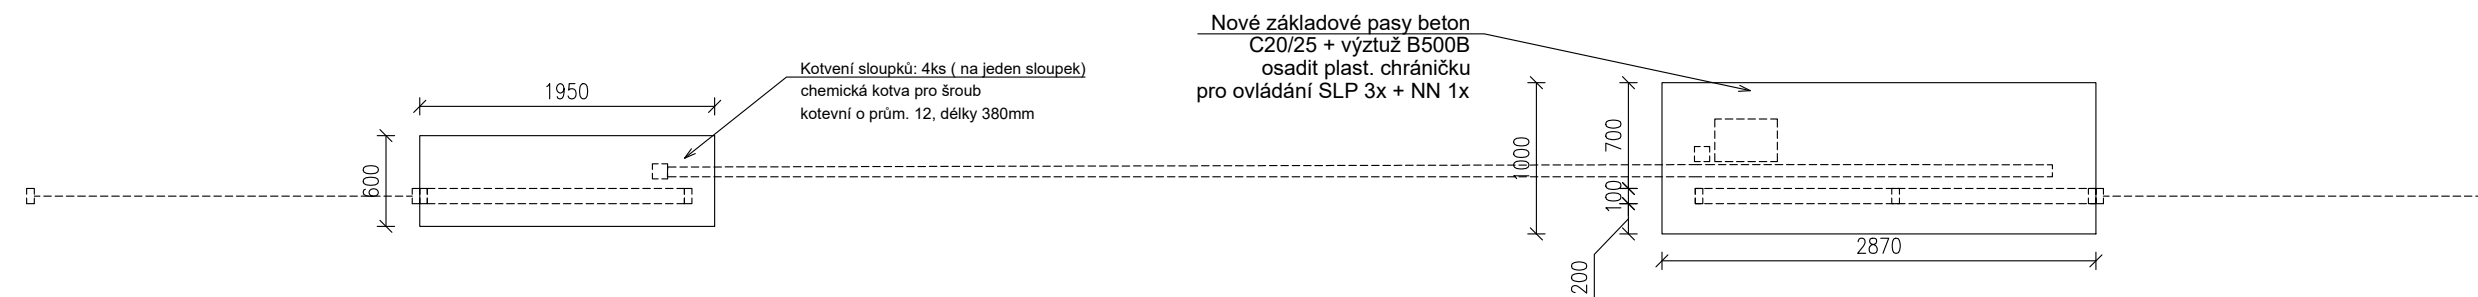 Nové základové pasy beton
C20/25 + výztuž B500B
osadit plast. chráničku
pro ovládání SLP 3x + NN 1x
Kotvení sloupků: 4ks ( na jeden sloupek)
chemická kotva pro šroub
kotevní o prům. 12, délky 380mm
1950
600
1000
700
100
200
2870